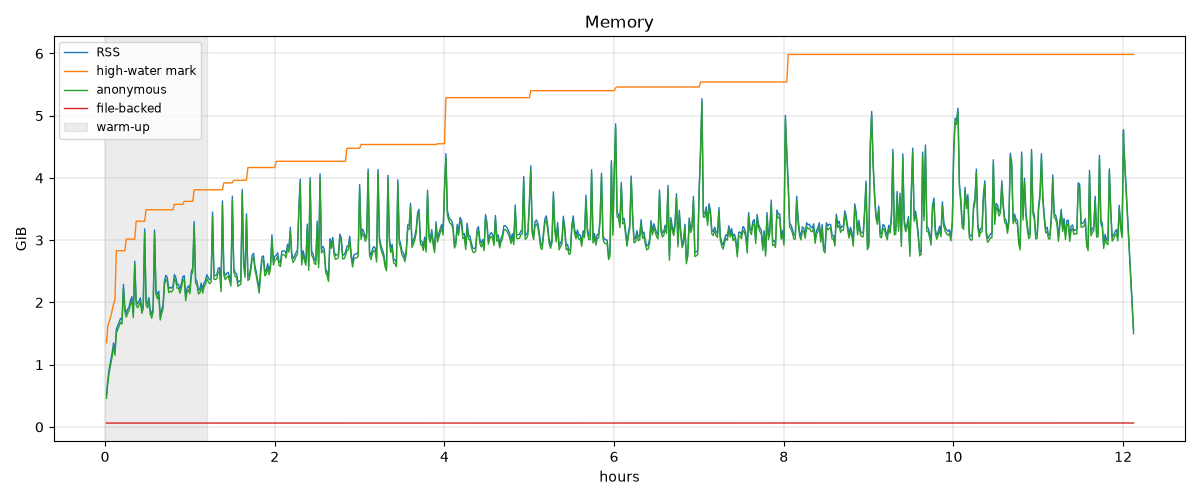 Memory
RSS
high-water mark
anonymous
file-backed
warm-up
GiB
6
5
4
3
2
1
0
0 2 4 6 8 10 12
hours